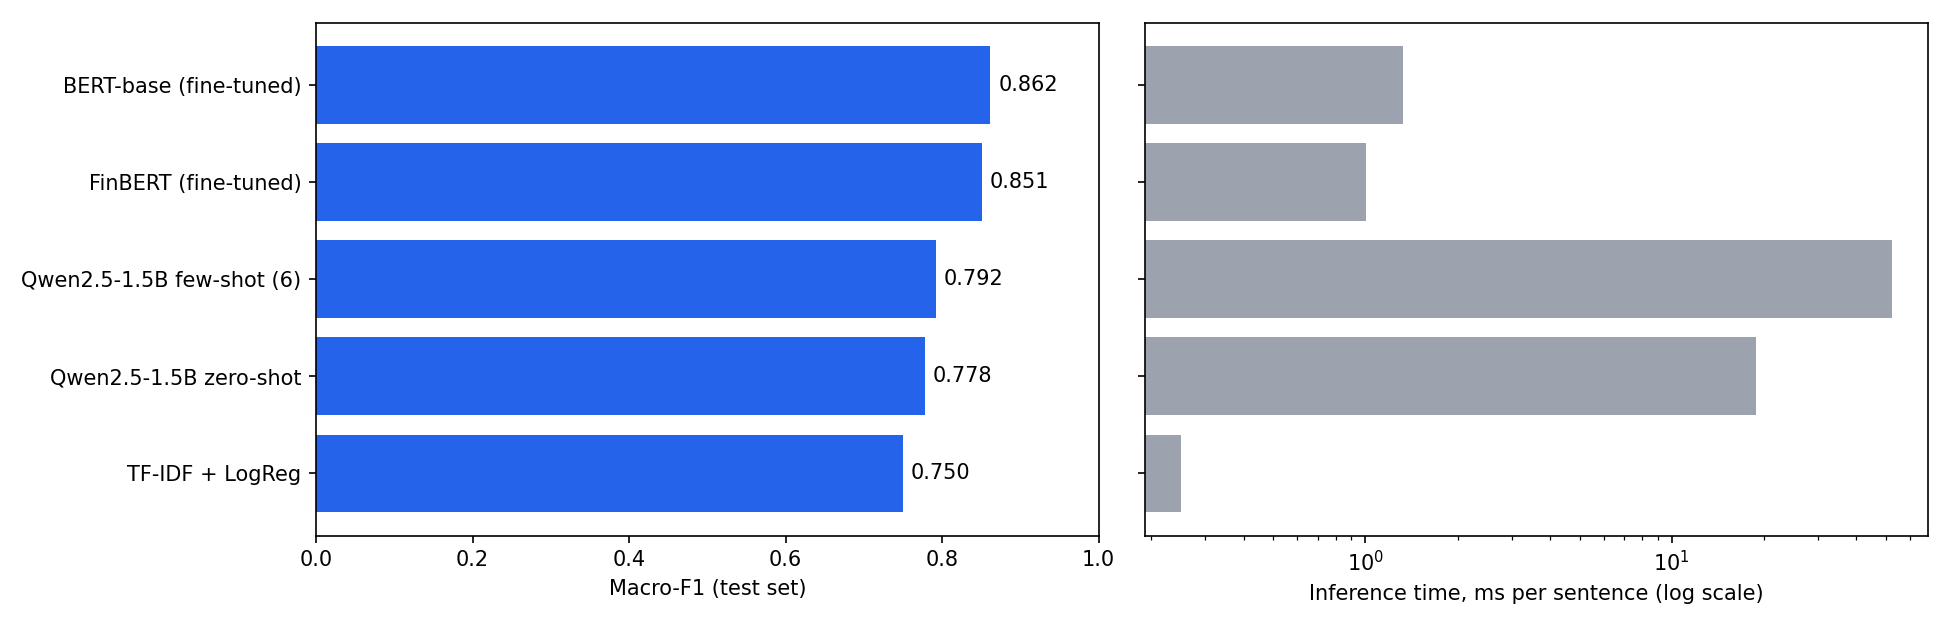 BERT-base (fine-tuned)
0.862
FinBERT (fine-tuned)
0.851
Qwen2.5-1.5B few-shot (6)
0.792
Qwen2.5-1.5B zero-shot
0.778
TF-IDF + LogReg
0.750
0.0 0.2 0.4 0.6 0.8 1.0
Macro-F1 (test set)
10⁰ 10¹
Inference time, ms per sentence (log scale)